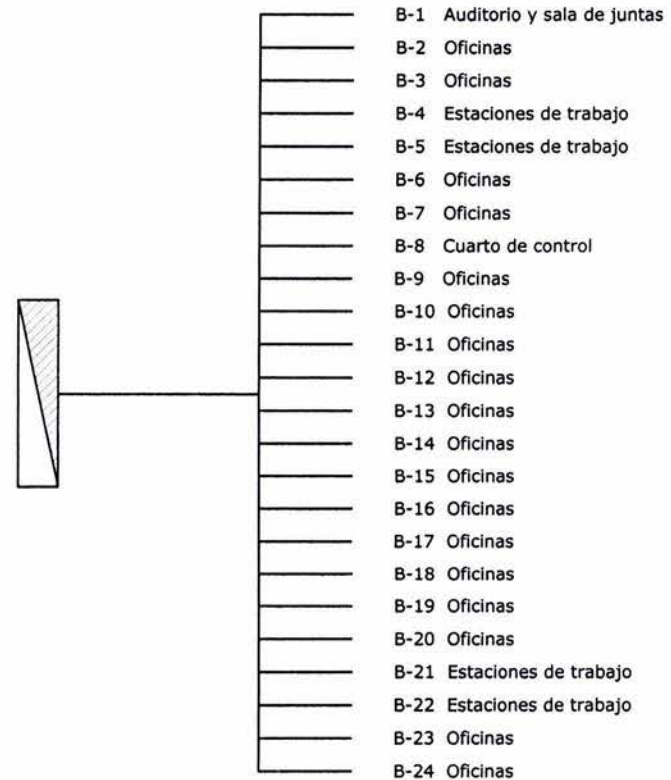 B-1 Auditorio y sala de juntas
B-2 Oficinas
B-3 Oficinas
B-4 Estaciones de trabajo
B-5 Estaciones de trabajo
B-6 Oficinas
B-7 Oficinas
B-8 Cuarto de control
B-9 Oficinas
B-10 Oficinas
B-11 Oficinas
B-12 Oficinas
B-13 Oficinas
B-14 Oficinas
B-15 Oficinas
B-16 Oficinas
B-17 Oficinas
B-18 Oficinas
B-19 Oficinas
B-20 Oficinas
B-21 Estaciones de trabajo
B-22 Estaciones de trabajo
B-23 Oficinas
B-24 Oficinas